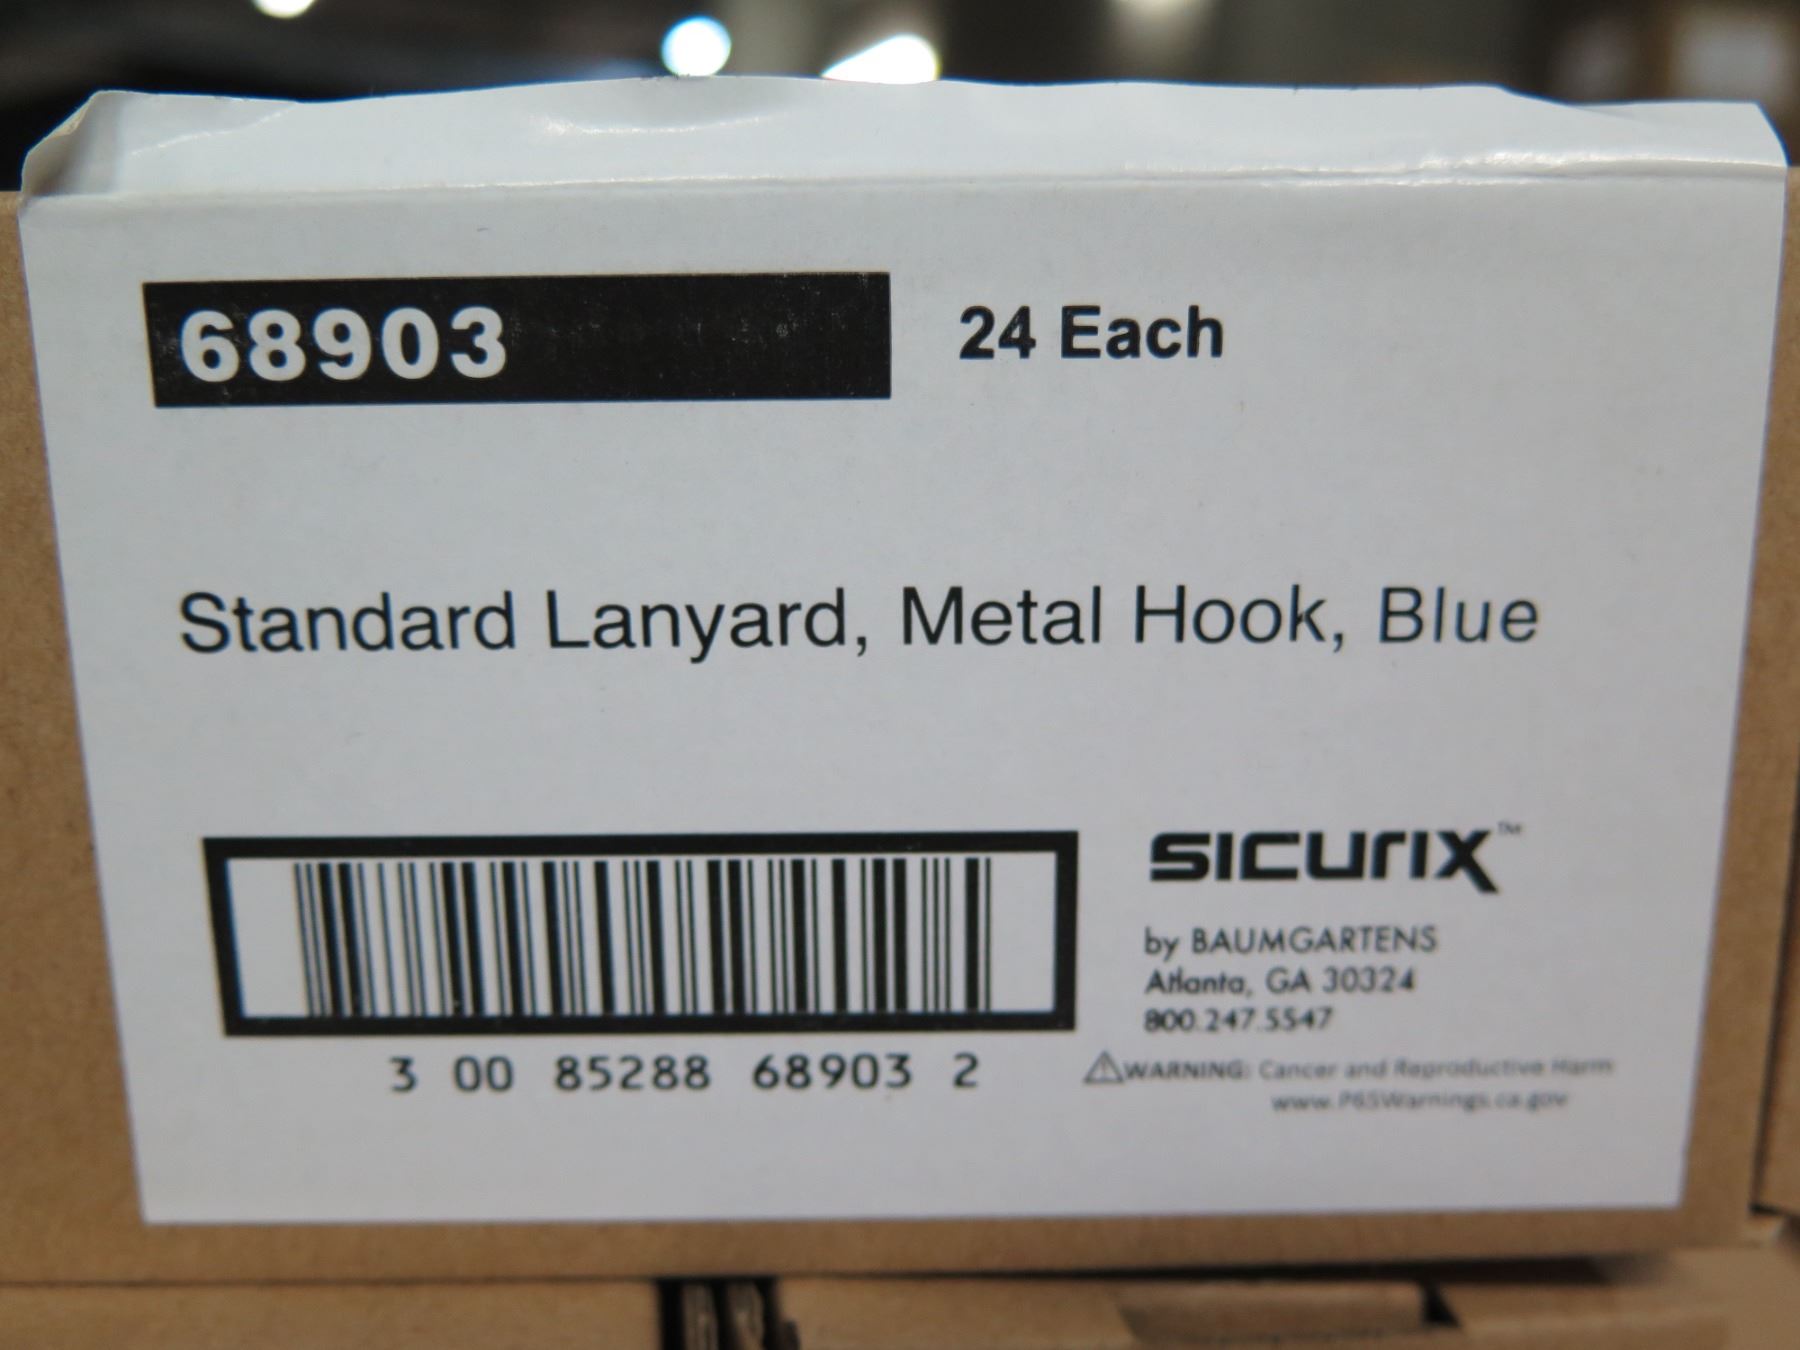 68903
24 Each
Standard Lanyard, Metal Hook, Blue
3 00 85288 68903 2
SICURIX™
by BAUMGARTENS
Atlanta, GA 30324
800.247.5547
⚠WARNING: Cancer and Reproductive Harm
www.P65Warnings.ca.gov